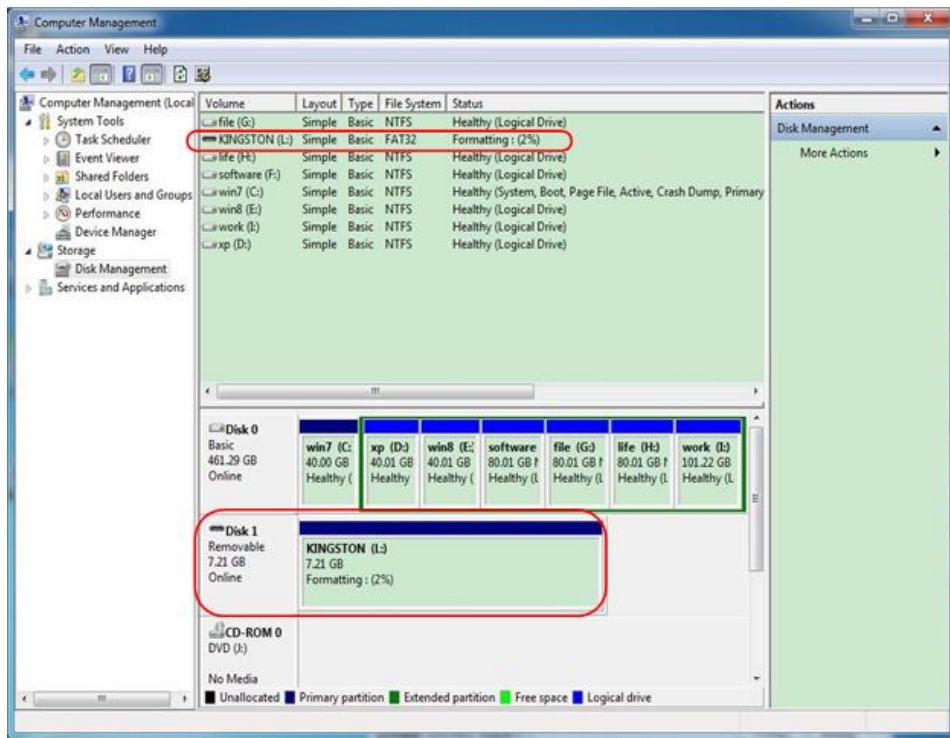 Computer Management
File Action View Help
Computer Management (Local
System Tools
Task Scheduler
Event Viewer
Shared Folders
Local Users and Groups
Performance
Device Manager
Storage
Disk Management
Services and Applications
Volume Layout Type File System Status
file (G:) Simple Basic NTFS Healthy (Logical Drive)
KINGSTON (L:) Simple Basic FAT32 Formatting : (2%)
life (H:) Simple Basic NTFS Healthy (Logical Drive)
software (F:) Simple Basic NTFS Healthy (Logical Drive)
win7 (C:) Simple Basic NTFS Healthy (System, Boot, Page File, Active, Crash Dump, Primary
win8 (E:) Simple Basic NTFS Healthy (Logical Drive)
work (I:) Simple Basic NTFS Healthy (Logical Drive)
xp (D:) Simple Basic NTFS Healthy (Logical Drive)
Disk 0
Basic
461.29 GB
Online
win7 (C:
40.00 GB
Healthy (
xp (D:)
40.01 GB
Healthy
win8 (E:
40.01 GB
Healthy (
software
80.01 GB N
Healthy (L
file (G:)
80.01 GB N
Healthy (L
life (H:)
80.01 GB N
Healthy (L
work (I:)
101.22 GB
Healthy (L
Disk 1
Removable
7.21 GB
Online
KINGSTON (L:)
7.21 GB
Formatting : (2%)
CD-ROM 0
DVD (J:)
No Media
Unallocated Primary partition Extended partition Free space Logical drive
Actions
Disk Management
More Actions